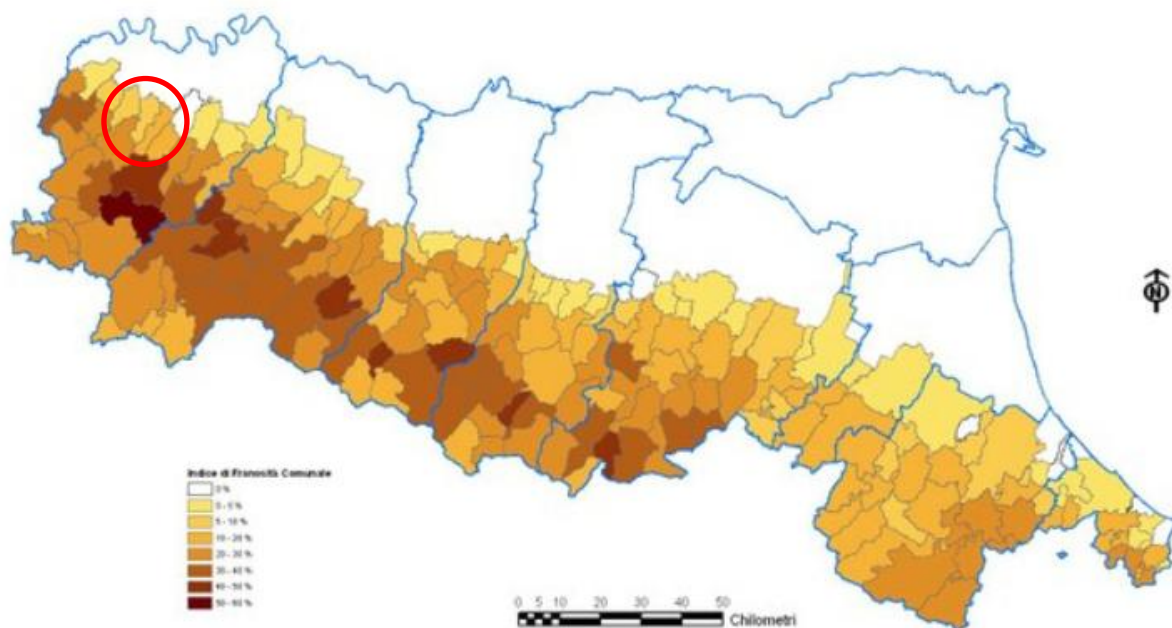 N
Indice di Franosità Comunale
0 %
0 - 5 %
5 - 10 %
10 - 20 %
20 - 30 %
30 - 40 %
40 - 50 %
50 - 60 %
0 5 10 20 30 40 50
Chilometri